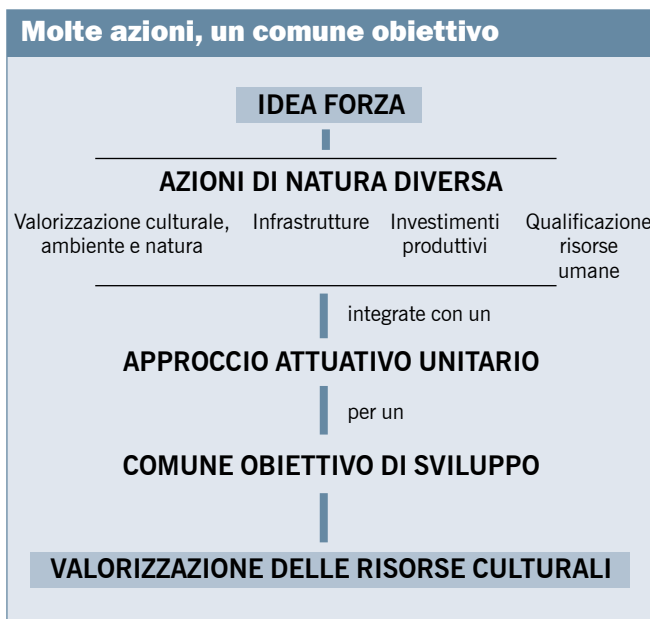 Molte azioni, un comune obiettivo
IDEA FORZA
AZIONI DI NATURA DIVERSA
Valorizzazione culturale,
ambiente e natura
Infrastrutture
Investimenti
produttivi
Qualificazione
risorse
umane
integrate con un
APPROCCIO ATTUATIVO UNITARIO
per un
COMUNE OBIETTIVO DI SVILUPPO
VALORIZZAZIONE DELLE RISORSE CULTURALI